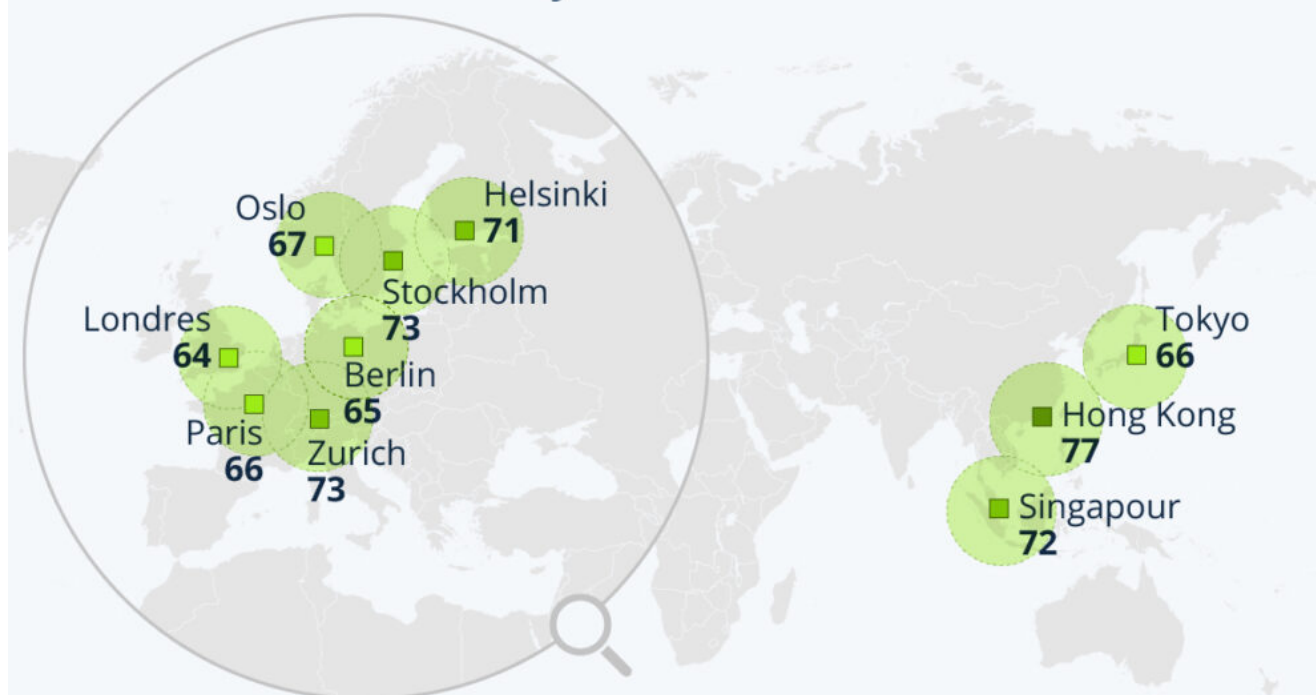 Oslo
67
Helsinki
71
Stockholm
73
Londres
64
Berlin
65
Paris
66
Zurich
73
Tokyo
66
Hong Kong
77
Singapour
72